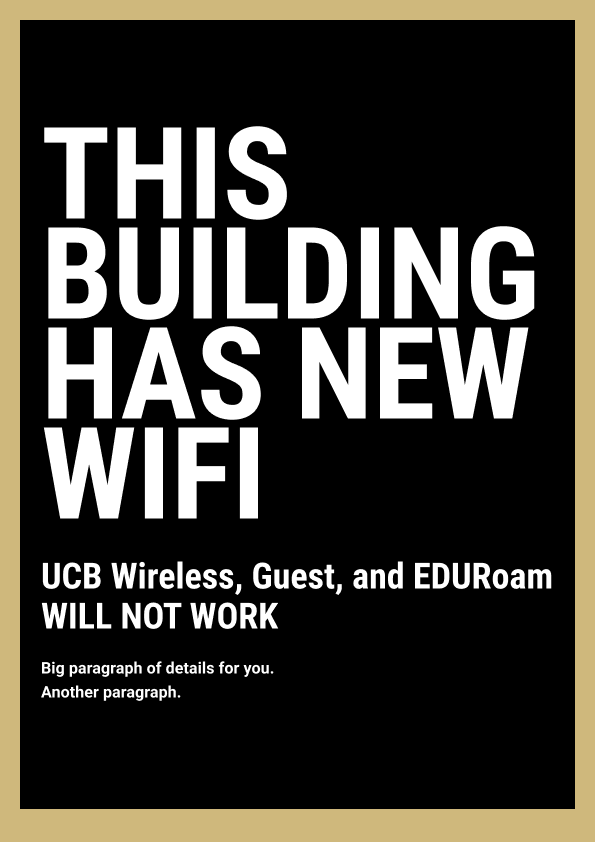 THIS
BUILDING
HAS NEW
WIFI
UCB Wireless, Guest, and EDURoam
WILL NOT WORK
Big paragraph of details for you.
Another paragraph.